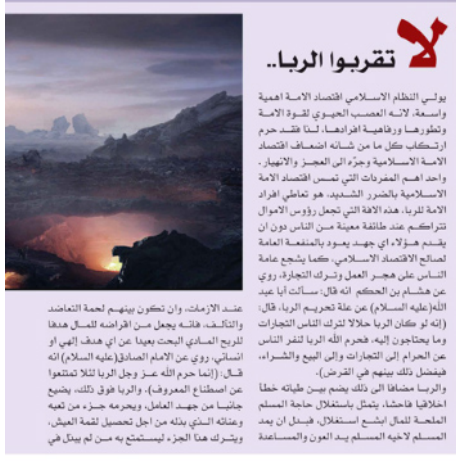 لا تقربوا الربا..
يولي النظام الاسلامي اقتصاد الامة اهمية
واسعة، لانه العصب الحيوي لقوة الامة
وتطورها ورفاهية افرادها، لذا فقد حرم
ارتكاب كل ما من شأنه اضعاف اقتصاد
الامة الاسلامية وجرّه الى العجز والانهيار.
واحد اهم المفردات التي تمس اقتصاد الامة
الاسلامية بالضرر الشديد، هو تعاطي افراد
الامة للربا، هذه الافة التي تجعل رؤوس الاموال
تتراكم عند طائفة معينة من الناس دون ان
يقدم هؤلاء اي جهد يعود بالمنفعة العامة
لصالح الاقتصاد الاسلامي، كما يشجع عامة
الناس على هجر العمل وترك التجارة، روي
عن هشام بن الحكم انه قال: سألت أبا عبد
الله(عليه السلام) عن علة تحريم الربا، قال:
(إنه لو كان الربا حلالا لترك الناس التجارات
وما يحتاجون إليه، فحرم الله الربا لتفر الناس
عن الحرام إلى التجارات وإلى البيع والشراء،
فيفضل ذلك بينهم في القرض).
والربا مضافا الى ذلك يضم بين طياته خطأ
اخلاقيا فاحشا، يتمثل باستغلال حاجة المسلم
الملحة للمال ابشع استغلال، فبدل ان يمد
المسلم لاخيه المسلم يد العون والمساعدة
عند الازمات، وان تكون بينهم لحمة التعاضد
والتآلف، فانه يجعل من اقراضه للمال هدفا
للربح المادي البحت بعيدا عن اي هدف إلهي او
انساني، روي عن الامام الصادق(عليه السلام) انه
قال: (إنما حرم الله عز وجل الربا لئلا تمتنعوا
عن اصطناع المعروف). والربا فوق ذلك، يضيع
جانبا من جهد العامل، ويحرمه جزء من تعبه
وعنائه الذي بذله من اجل تحصيل لقمة العيش،
ويترك هذا الجزء ليستمتع به من لم يبذل في